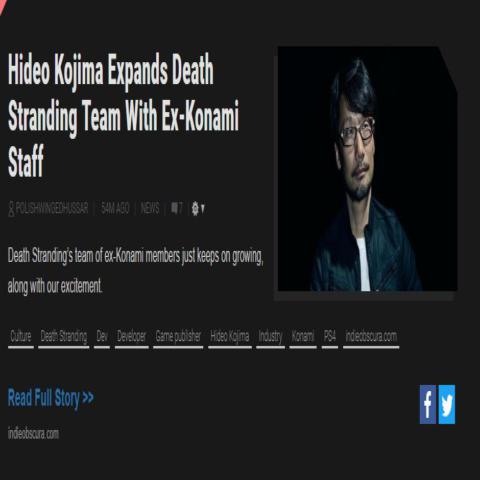 Hideo Kojima Expands Death
Stranding Team With Ex-Konami
Staff
POLISHWINGEDHUSSAR | 54M AGO | NEWS | 7
Death Stranding's team of ex-Konami members just keeps on growing,
along with our excitement.
Culture Death Stranding Dev Developer Game publisher Hideo Kojima Industry Konami PS4 indieobscura.com
Read Full Story >>
indieobscura.com